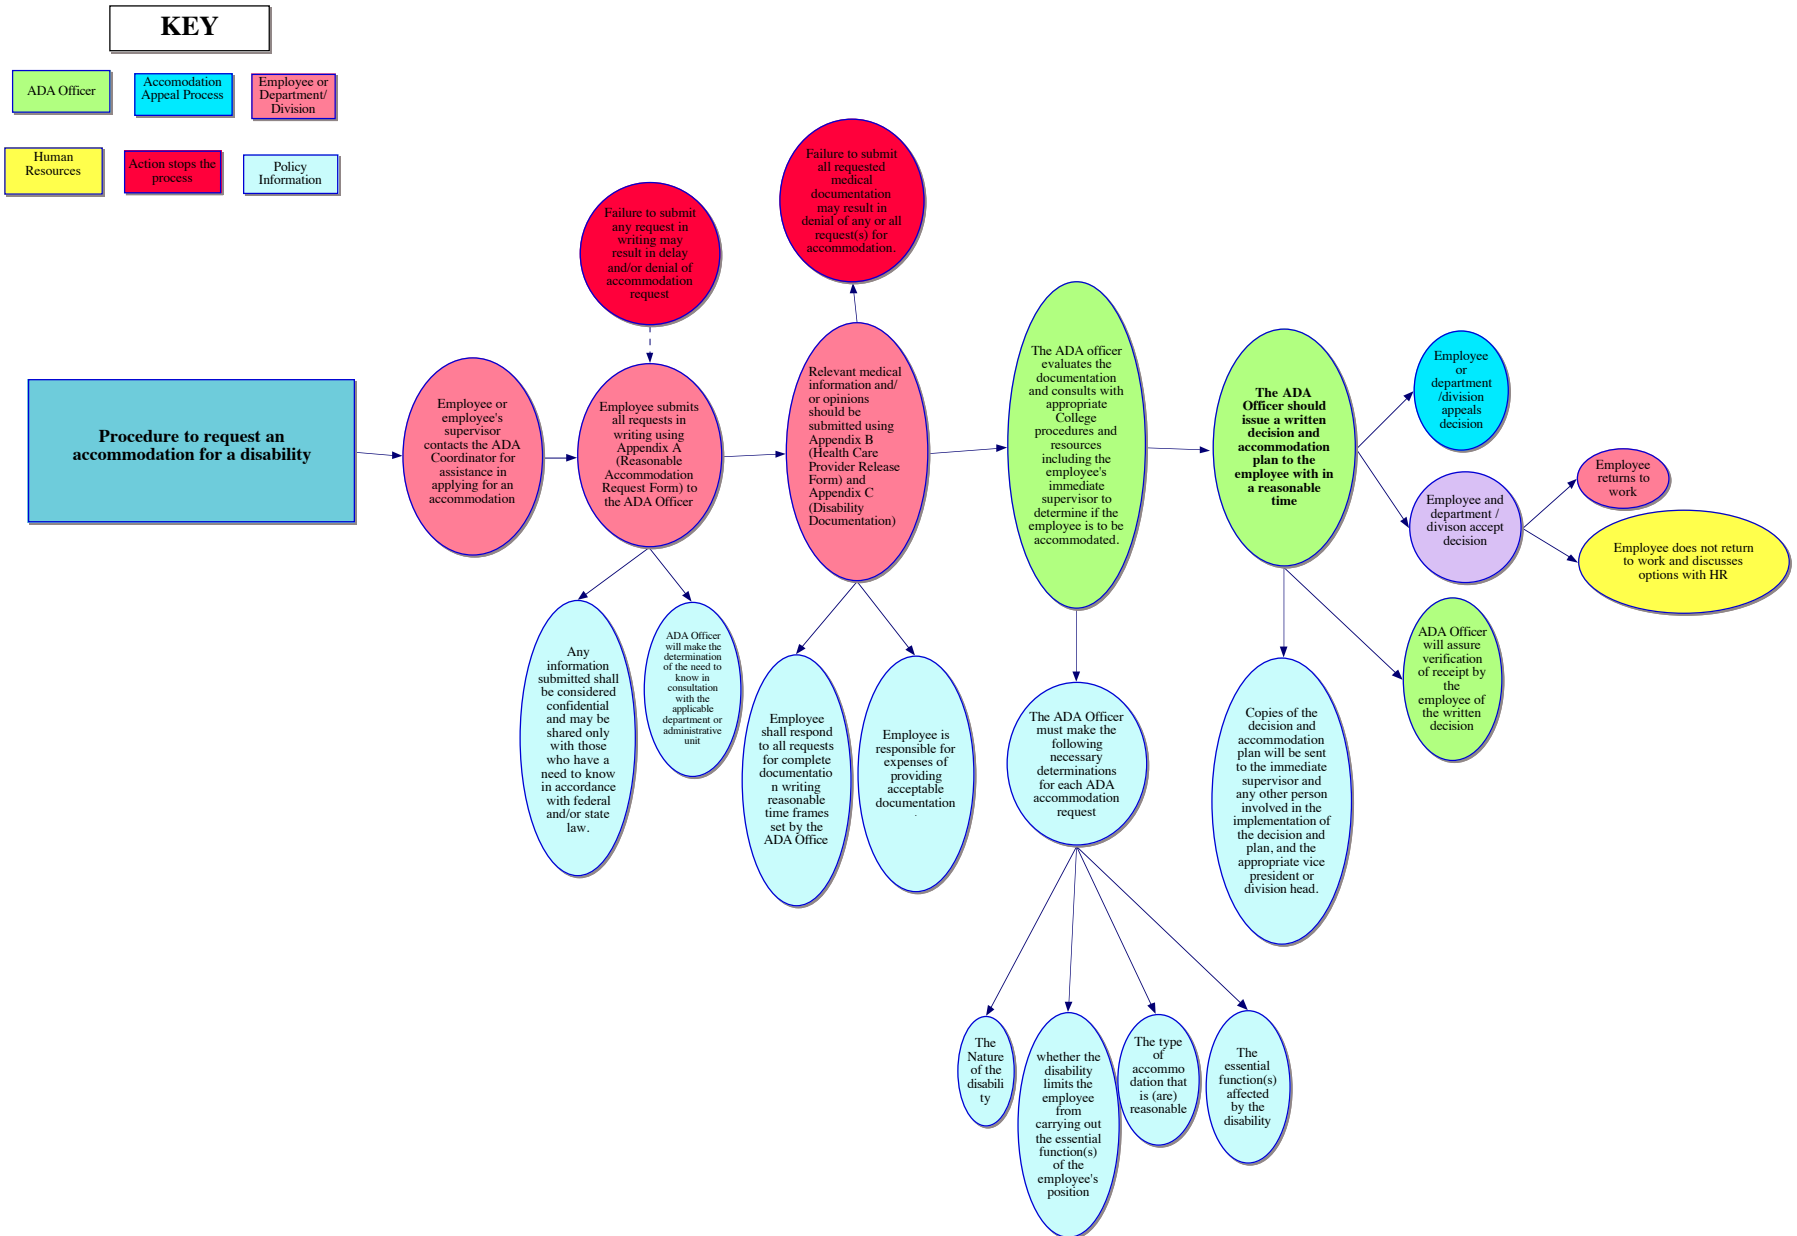 KEY
ADA Officer
Accomodation
Appeal Process
Employee or
Department/
Division
Human
Resources
Action stops the
process
Policy
Information
Failure to submit
any request in
writing may
result in delay
and/or denial of
accommodation
request
Failure to submit
all requested
medical
documentation
may result in
denial of any or all
request(s) for
accommodation.
Procedure to request an
accommodation for a disability
Employee or
employee's
supervisor
contacts the ADA
Coordinator for
assistance in
applying for an
accommodation
Employee submits
all requests in
writing using
Appendix A
(Reasonable
Accommodation
Request Form) to
the ADA Officer
Relevant medical
information and/
or opinions
should be
submitted using
Appendix B
(Health Care
Provider Release
Form) and
Appendix C
(Disability
Documentation)
The ADA officer
evaluates the
documentation
and consults with
appropriate
College
procedures and
resources
including the
employee's
immediate
supervisor to
determine if the
employee is to be
accommodated.
The ADA
Officer should
issue a written
decision and
accommodation
plan to the
employee with in
a reasonable
time
Employee
or
department
/division
appeals
decision
Employee and
department /
divison accept
decision
Employee
returns to
work
Employee does not return
to work and discusses
options with HR
Any
information
submitted shall
be considered
confidential
and may be
shared only
with those
who have a
need to know
in accordance
with federal
and/or state
law.
ADA Officer
will make the
determination
of the need to
know in
consultation
with the
applicable
department or
administrative
unit
Employee
shall respond
to all requests
for complete
documentatio
n writing
reasonable
time frames
set by the
ADA Office
Employee is
responsible for
expenses of
providing
acceptable
documentation
.
The ADA Officer
must make the
following
necessary
determinations
for each ADA
accommodation
request
Copies of the
decision and
accommodation
plan will be sent
to the immediate
supervisor and
any other person
involved in the
implementation of
the decision and
plan, and the
appropriate vice
president or
division head.
ADA Officer
will assure
verification
of receipt by
the
employee of
the written
decision
The
Nature
of the
disabili
ty
whether the
disability
limits the
employee
from
carrying out
the essential
function(s)
of the
employee's
position
The type
of
accommo
dation that
is (are)
reasonable
The
essential
function(s)
affected
by the
disability